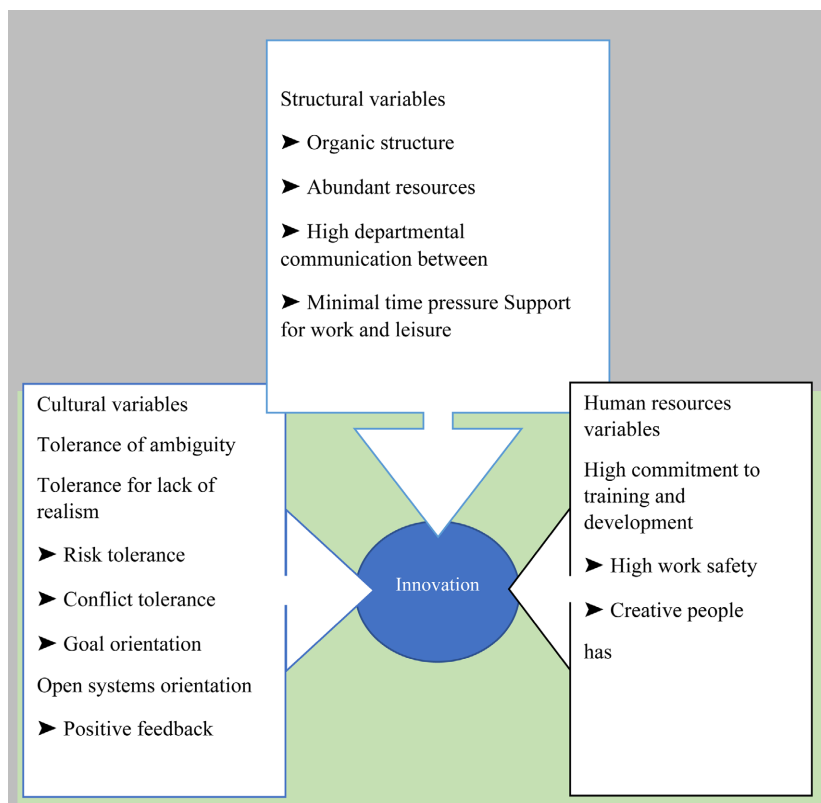 Structural variables
➤ Organic structure
➤ Abundant resources
➤ High departmental
communication between
➤ Minimal time pressure Support
for work and leisure
Cultural variables
Tolerance of ambiguity
Tolerance for lack of
realism
➤ Risk tolerance
➤ Conflict tolerance
➤ Goal orientation
Open systems orientation
➤ Positive feedback
Innovation
Human resources
variables
High commitment to
training and
development
➤ High work safety
➤ Creative people
has